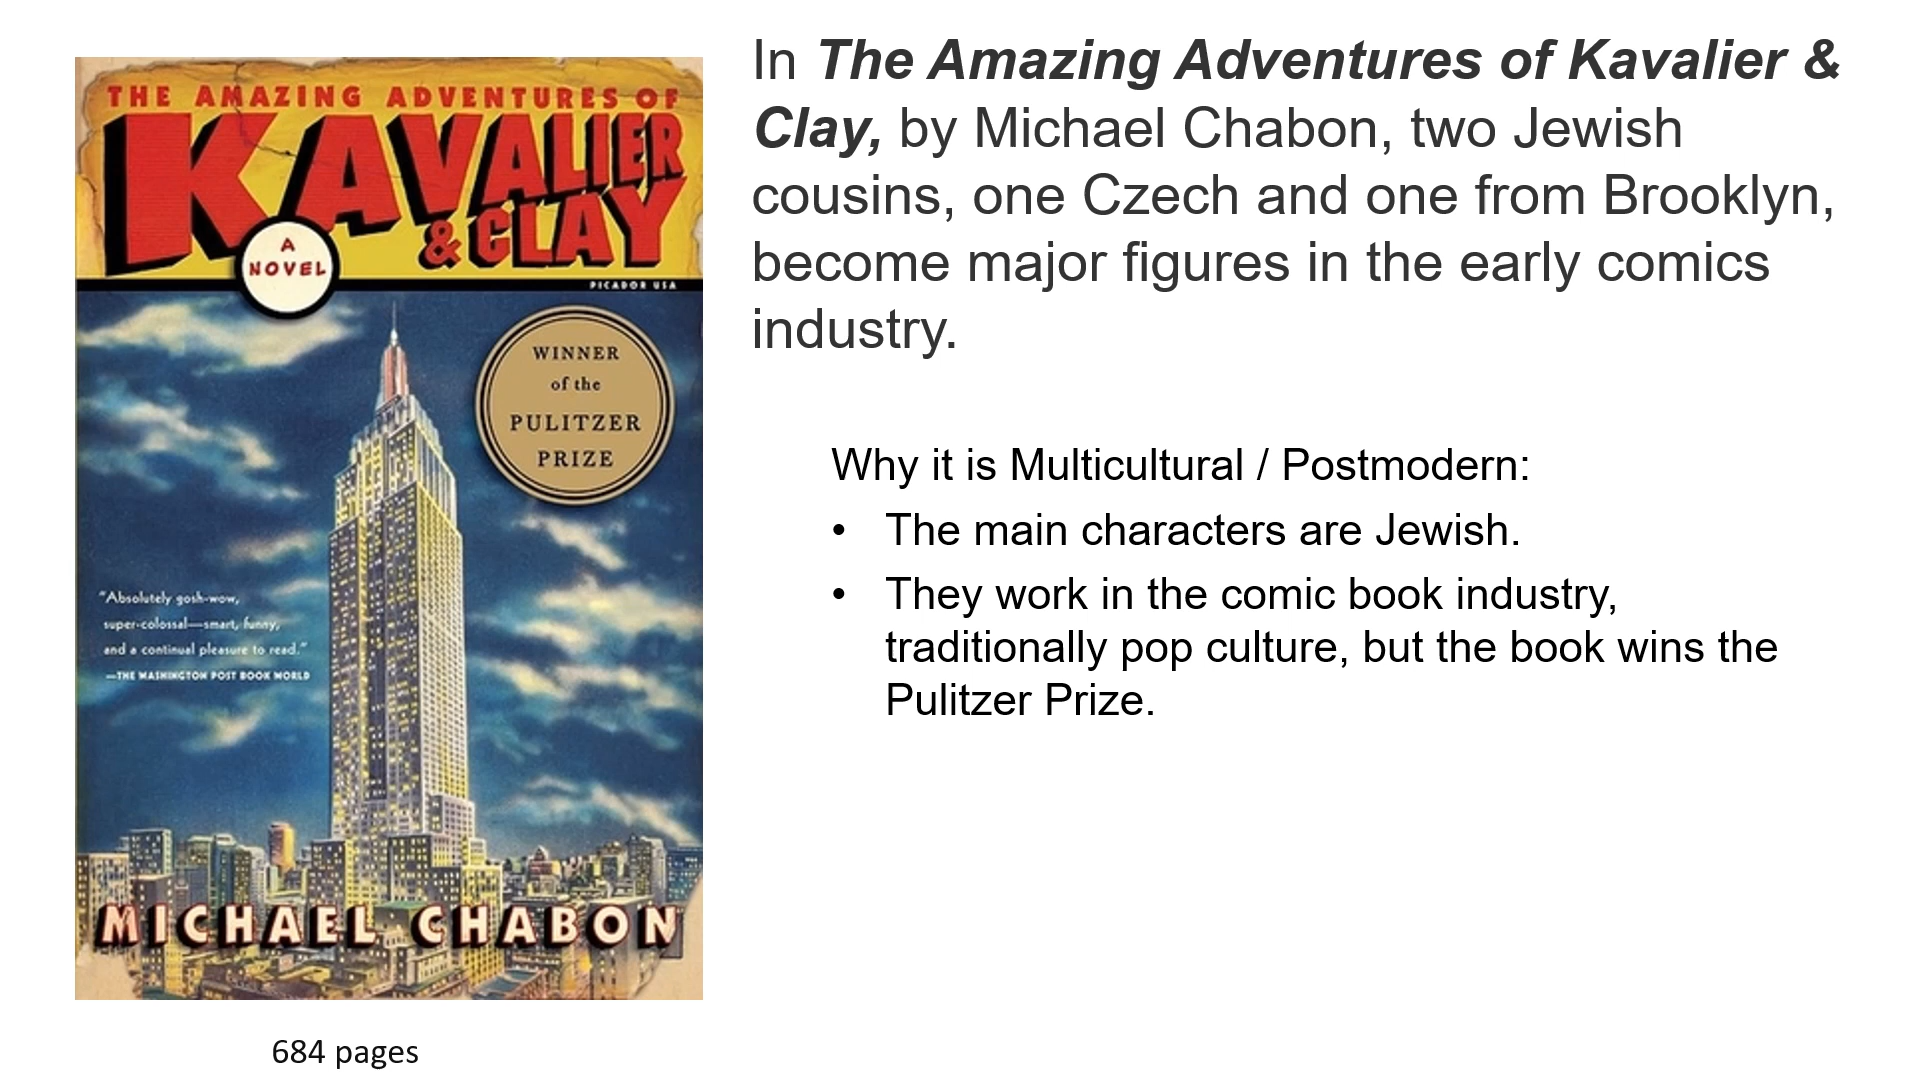 THE AMAZING ADVENTURES OF
KAVALIER
& CLAY
A
NOVEL
PICADOR USA
WINNER
of the
PULITZER
PRIZE
"Absolutely gosh-wow,
super-colossal—smart, funny,
and a continual pleasure to read."
—THE WASHINGTON POST BOOK WORLD
MICHAEL CHABON
684 pages
In The Amazing Adventures of Kavalier &
Clay, by Michael Chabon, two Jewish
cousins, one Czech and one from Brooklyn,
become major figures in the early comics
industry.
Why it is Multicultural / Postmodern:
• The main characters are Jewish.
• They work in the comic book industry,
traditionally pop culture, but the book wins the
Pulitzer Prize.